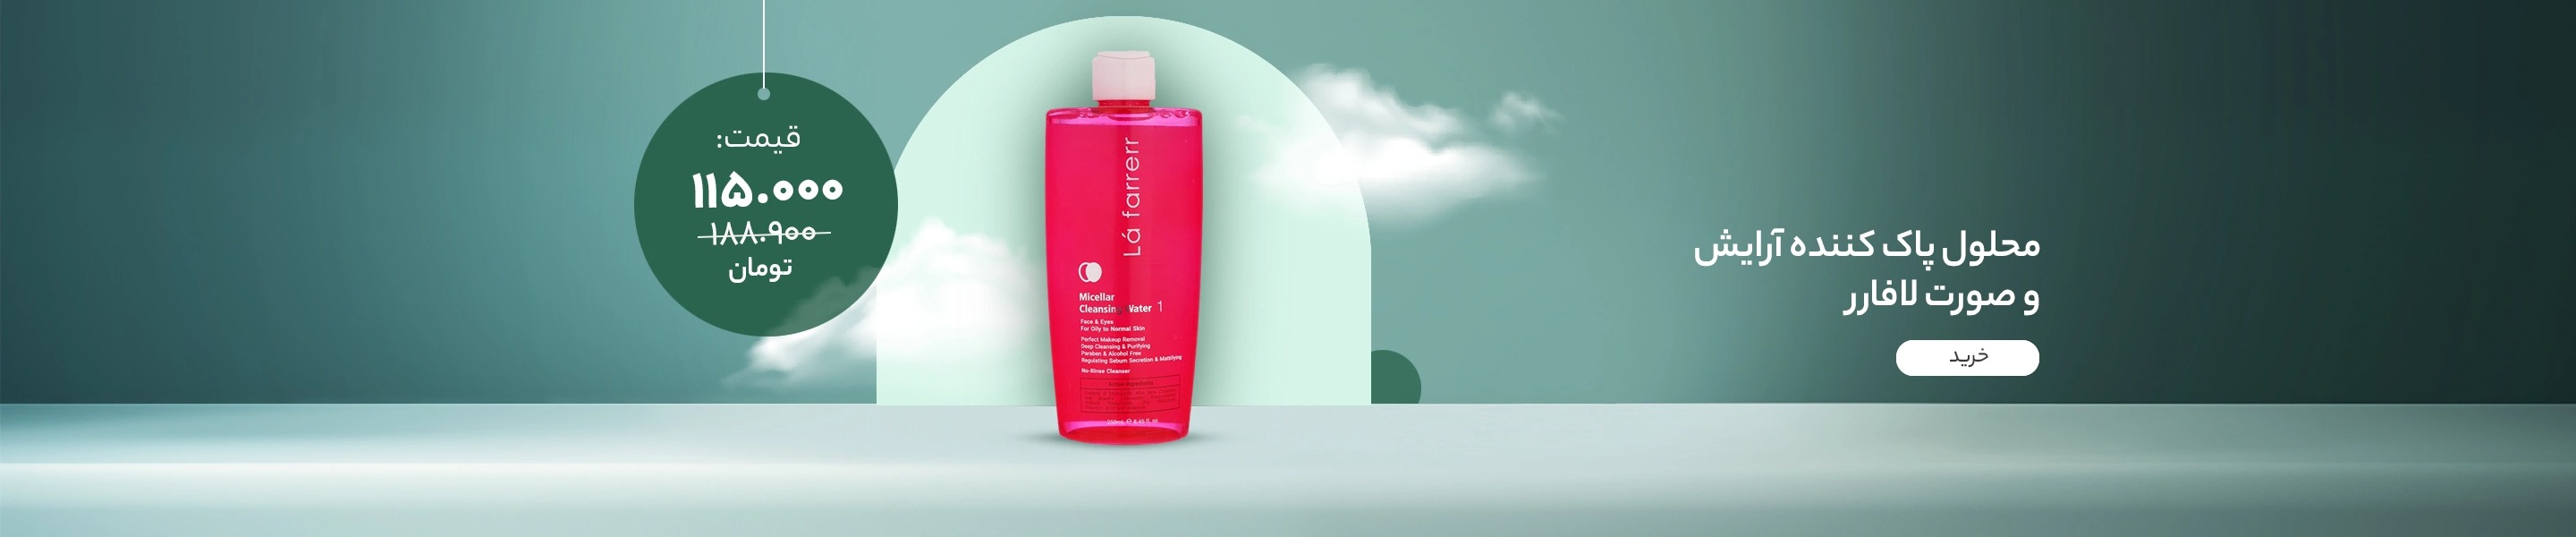 قیمت:
۱۱۵.۰۰۰
۱۸۸.۹۰۰
تومان
Lá farrerr
Micellar
Cleansing Water 1
Face & Eyes
For Oily to Normal Skin
Perfect Makeup Removal
Deep Cleansing & Purifying
Paraben & Alcohol Free
Regulating Sebum Secretion & Mattifying
No-Rinse Cleanser
محلول پاک کننده آرایش
و صورت لافارر
خرید